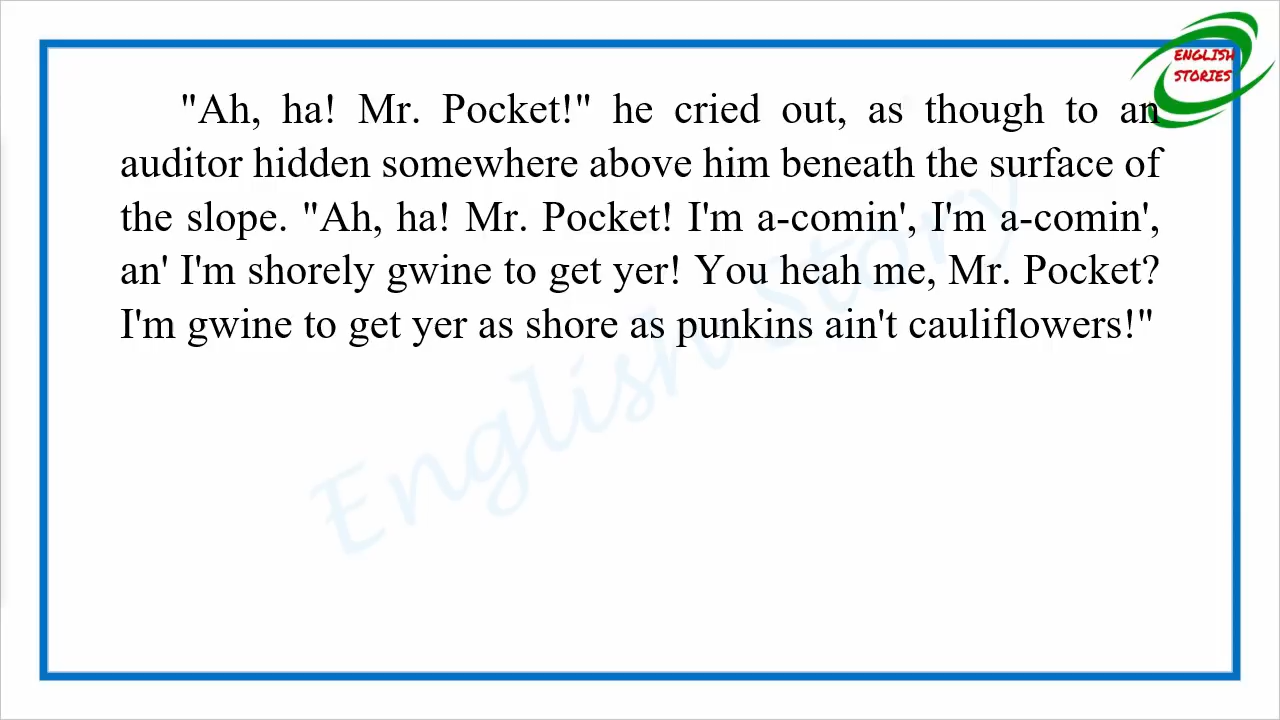 ENGLISH
STORIES
"Ah, ha! Mr. Pocket!" he cried out, as though to an
auditor hidden somewhere above him beneath the surface of
the slope. "Ah, ha! Mr. Pocket! I'm a-comin', I'm a-comin',
an' I'm shorely gwine to get yer! You heah me, Mr. Pocket?
I'm gwine to get yer as shore as punkins ain't cauliflowers!"
English Story